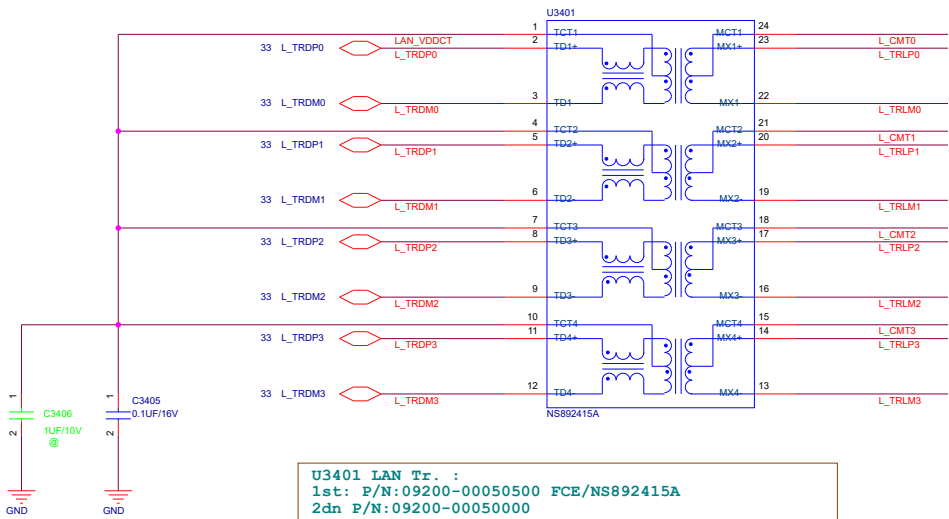 U3401
1 TCT1 MCT1 24
LAN_VDDCT L_CMT0
33 L_TRDP0 2 TD1+ MX1+ 23
L_TRDP0 L_TRLP0
33 L_TRDM0 3 TD1 MX1 22
L_TRDM0 L_TRLM0
4 TCT2 MCT2 21
L_CMT1
33 L_TRDP1 5 TD2+ MX2+ 20
L_TRDP1 L_TRLP1
33 L_TRDM1 6 TD2- MX2- 19
L_TRDM1 L_TRLM1
7 TCT3 MCT3 18
L_CMT2
33 L_TRDP2 8 TD3+ MX3+ 17
L_TRDP2 L_TRLP2
33 L_TRDM2 9 TD3- MX3- 16
L_TRDM2 L_TRLM2
10 TCT4 MCT4 15
L_CMT3
33 L_TRDP3 11 TD4+ MX4+ 14
L_TRDP3 L_TRLP3
33 L_TRDM3 12 TD4- MX4- 13
L_TRDM3 L_TRLM3
NS892415A
1
C3406
1UF/10V
@
2
GND
1
C3405
0.1UF/16V
2
GND
U3401 LAN Tr. :
1st: P/N:09200-00050500 FCE/NS892415A
2dn P/N:09200-00050000